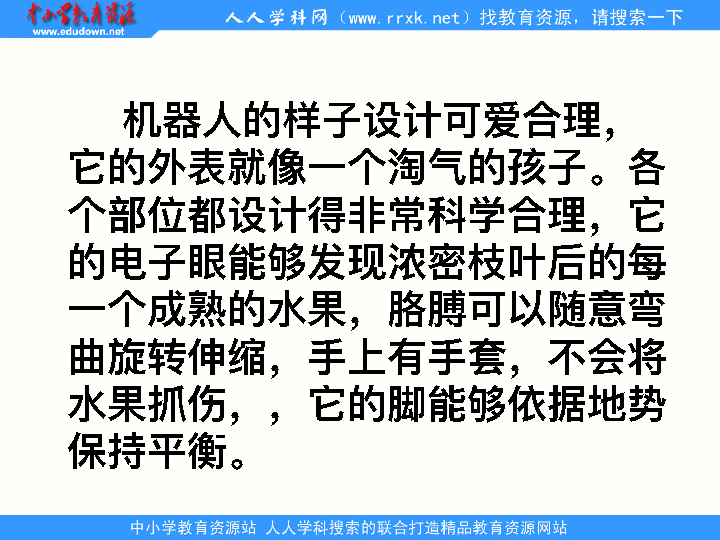 中小学教育资源
www.edudown.net
人人学科网（www.rrxk.net）找教育资源，请搜索一下
机器人的样子设计可爱合理，
它的外表就像一个淘气的孩子。各
个部位都设计得非常科学合理，它
的电子眼能够发现浓密枝叶后的每
一个成熟的水果，胳膊可以随意弯
曲旋转伸缩，手上有手套，不会将
水果抓伤，，它的脚能够依据地势
保持平衡。
中小学教育资源站 人人学科搜索的联合打造精品教育资源网站